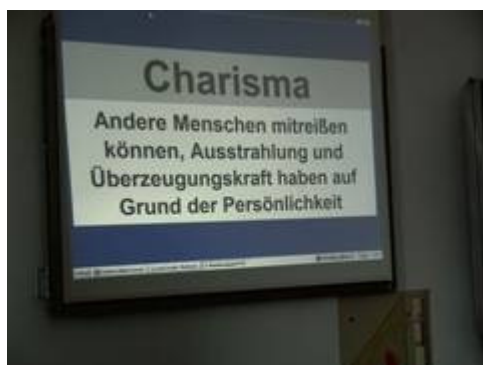 Charisma
Andere Menschen mitreißen
können, Ausstrahlung und
Überzeugungskraft haben auf
Grund der Persönlichkeit